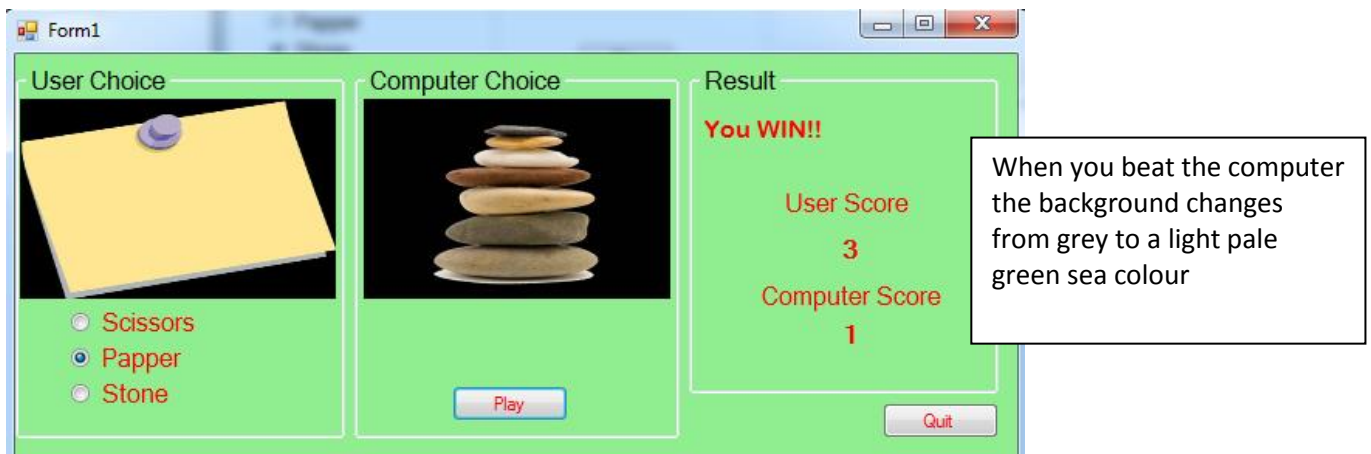 Form1
User Choice
Computer Choice
Result
You WIN!!
User Score
3
Computer Score
1
Scissors
Papper
Stone
Play
Quit
When you beat the computer
the background changes
from grey to a light pale
green sea colour